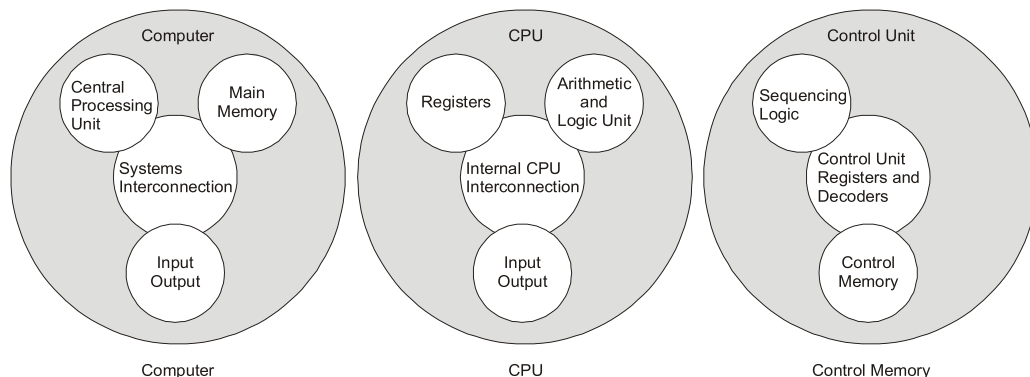 Computer
Central
Processing
Unit
Main
Memory
Systems
Interconnection
Input
Output
Computer
CPU
Registers
Arithmetic
and
Logic Unit
Internal CPU
Interconnection
Input
Output
CPU
Control Unit
Sequencing
Logic
Control Unit
Registers and
Decoders
Control
Memory
Control Memory